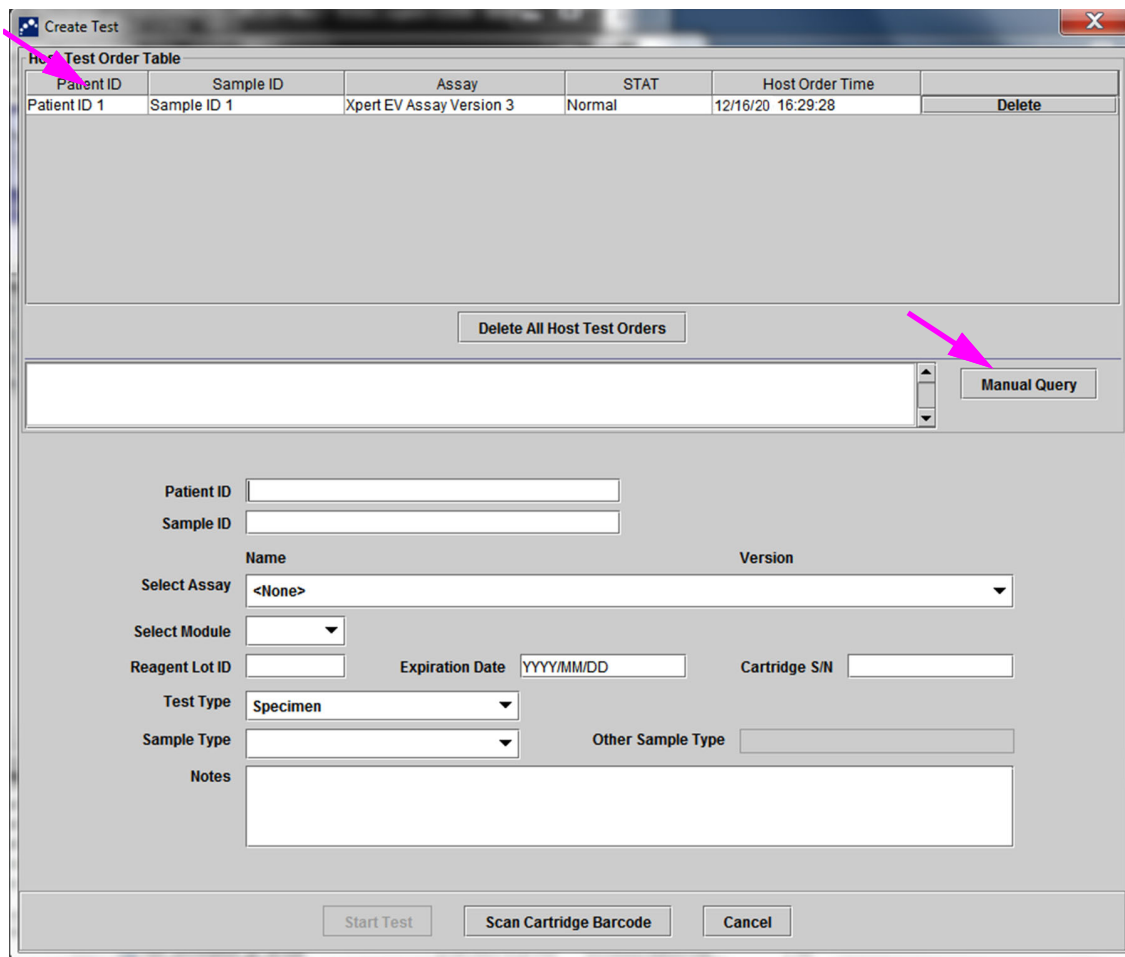 Create Test
Host Test Order Table
Patient ID Sample ID Assay STAT Host Order Time
Patient ID 1 Sample ID 1 Xpert EV Assay Version 3 Normal 12/16/20 16:29:28 Delete
Delete All Host Test Orders
Manual Query
Patient ID
Sample ID
Name Version
Select Assay <None>
Select Module
Reagent Lot ID Expiration Date YYYY/MM/DD Cartridge S/N
Test Type Specimen
Sample Type Other Sample Type
Notes
Start Test Scan Cartridge Barcode Cancel